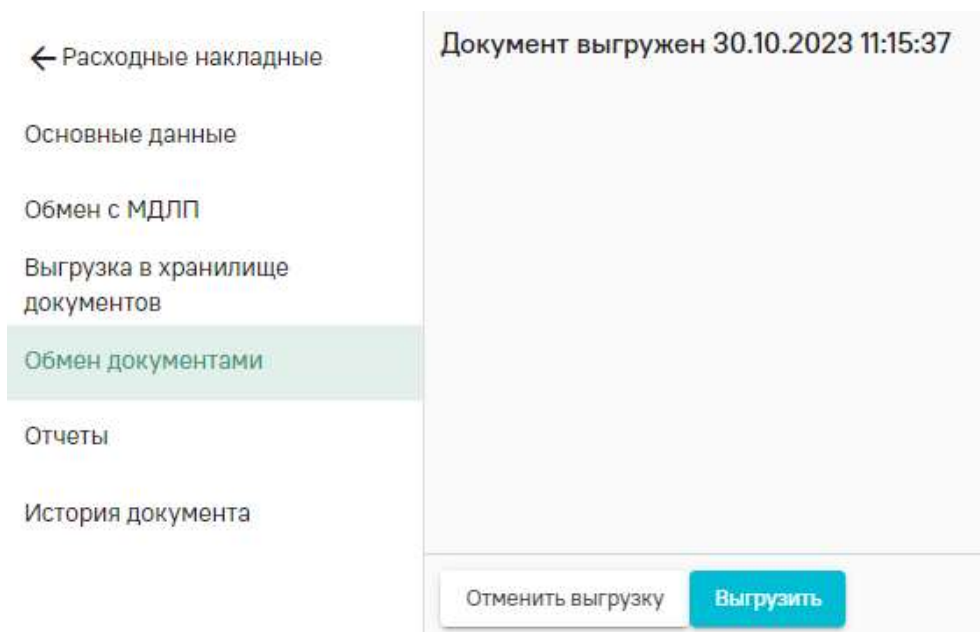 ← Расходные накладные
Основные данные
Обмен с МДЛП
Выгрузка в хранилище
документов
Обмен документами
Отчеты
История документа
Документ выгружен 30.10.2023 11:15:37
Отменить выгрузку
Выгрузить